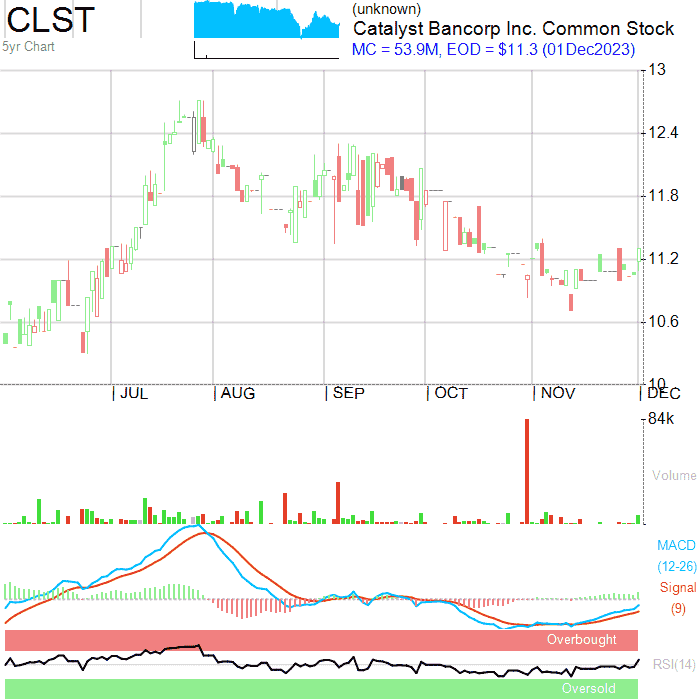 CLST
5yr Chart
(unknown)
Catalyst Bancorp Inc. Common Stock
MC = 53.9M, EOD = $11.3 (01Dec2023)
13
12.4
11.8
11.2
10.6
10
JUL AUG SEP OCT NOV DEC
84k
Volume
MACD
(12-26)
Signal
(9)
Overbought
RSI(14)
Oversold